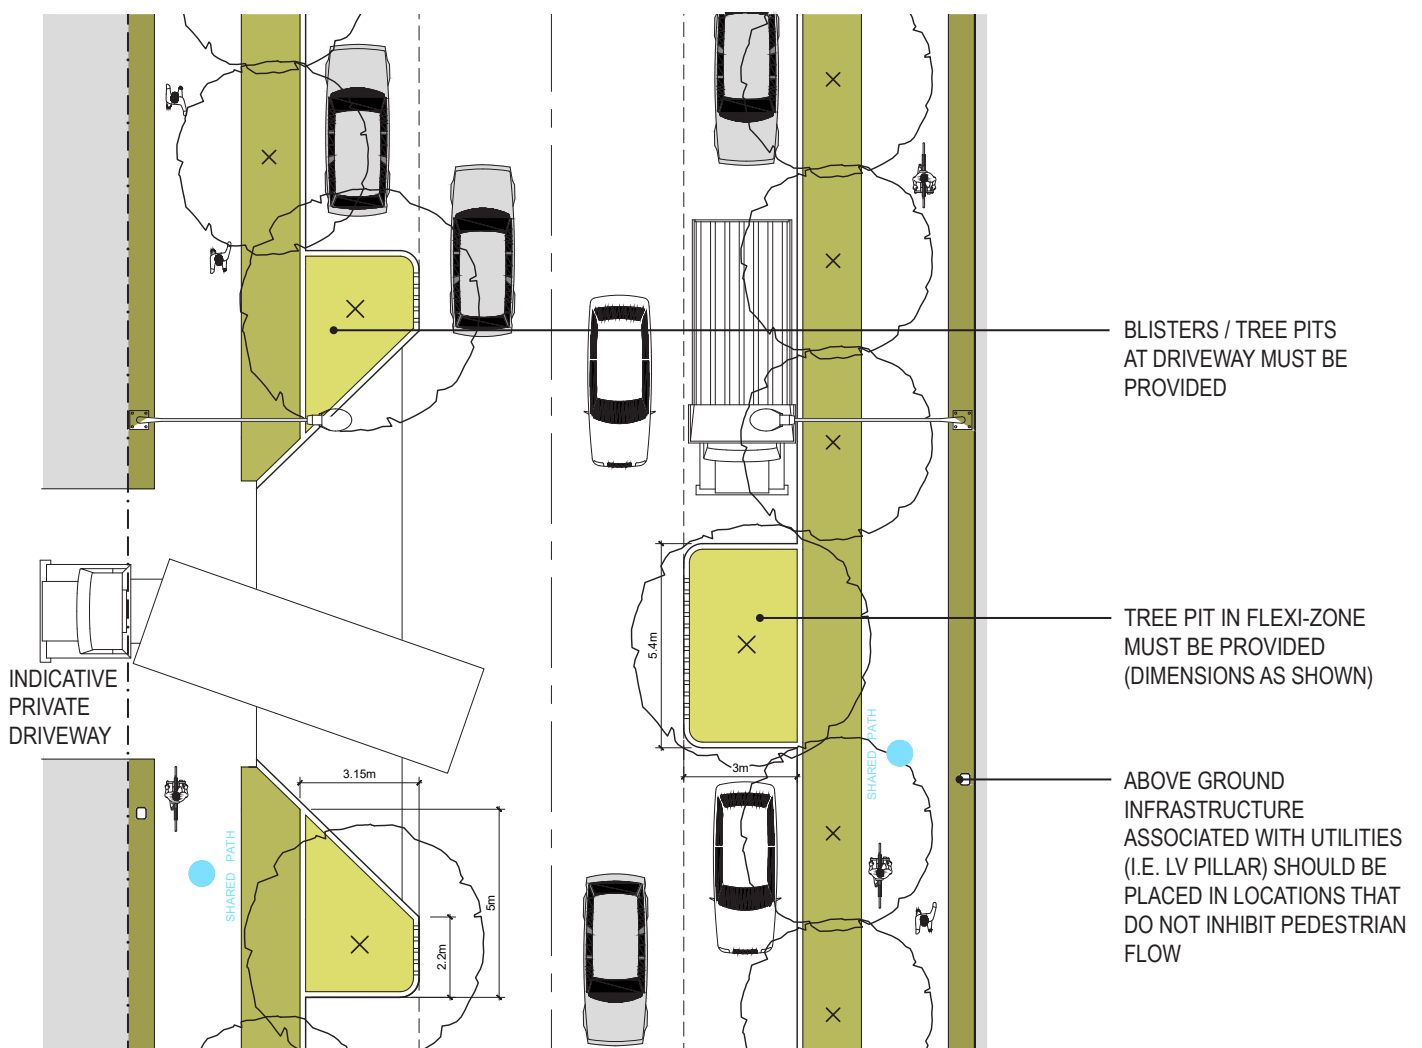 BLISTERS / TREE PITS
AT DRIVEWAY MUST BE
PROVIDED
5.4m
TREE PIT IN FLEXI-ZONE
MUST BE PROVIDED
(DIMENSIONS AS SHOWN)
INDICATIVE
PRIVATE
DRIVEWAY
SHARED PATH
3.15m
3m
ABOVE GROUND
INFRASTRUCTURE
ASSOCIATED WITH UTILITIES
(I.E. LV PILLAR) SHOULD BE
PLACED IN LOCATIONS THAT
DO NOT INHIBIT PEDESTRIAN
FLOW
SHARED PATH
5m
2.2m